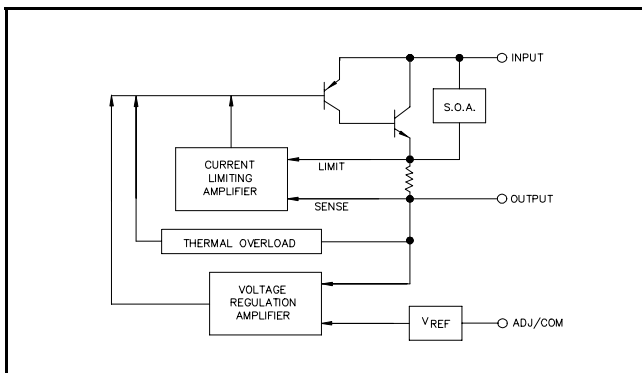 INPUT
S.O.A.
CURRENT
LIMITING
AMPLIFIER
LIMIT
SENSE
OUTPUT
THERMAL OVERLOAD
VOLTAGE
REGULATION
AMPLIFIER
VREF
ADJ/COM